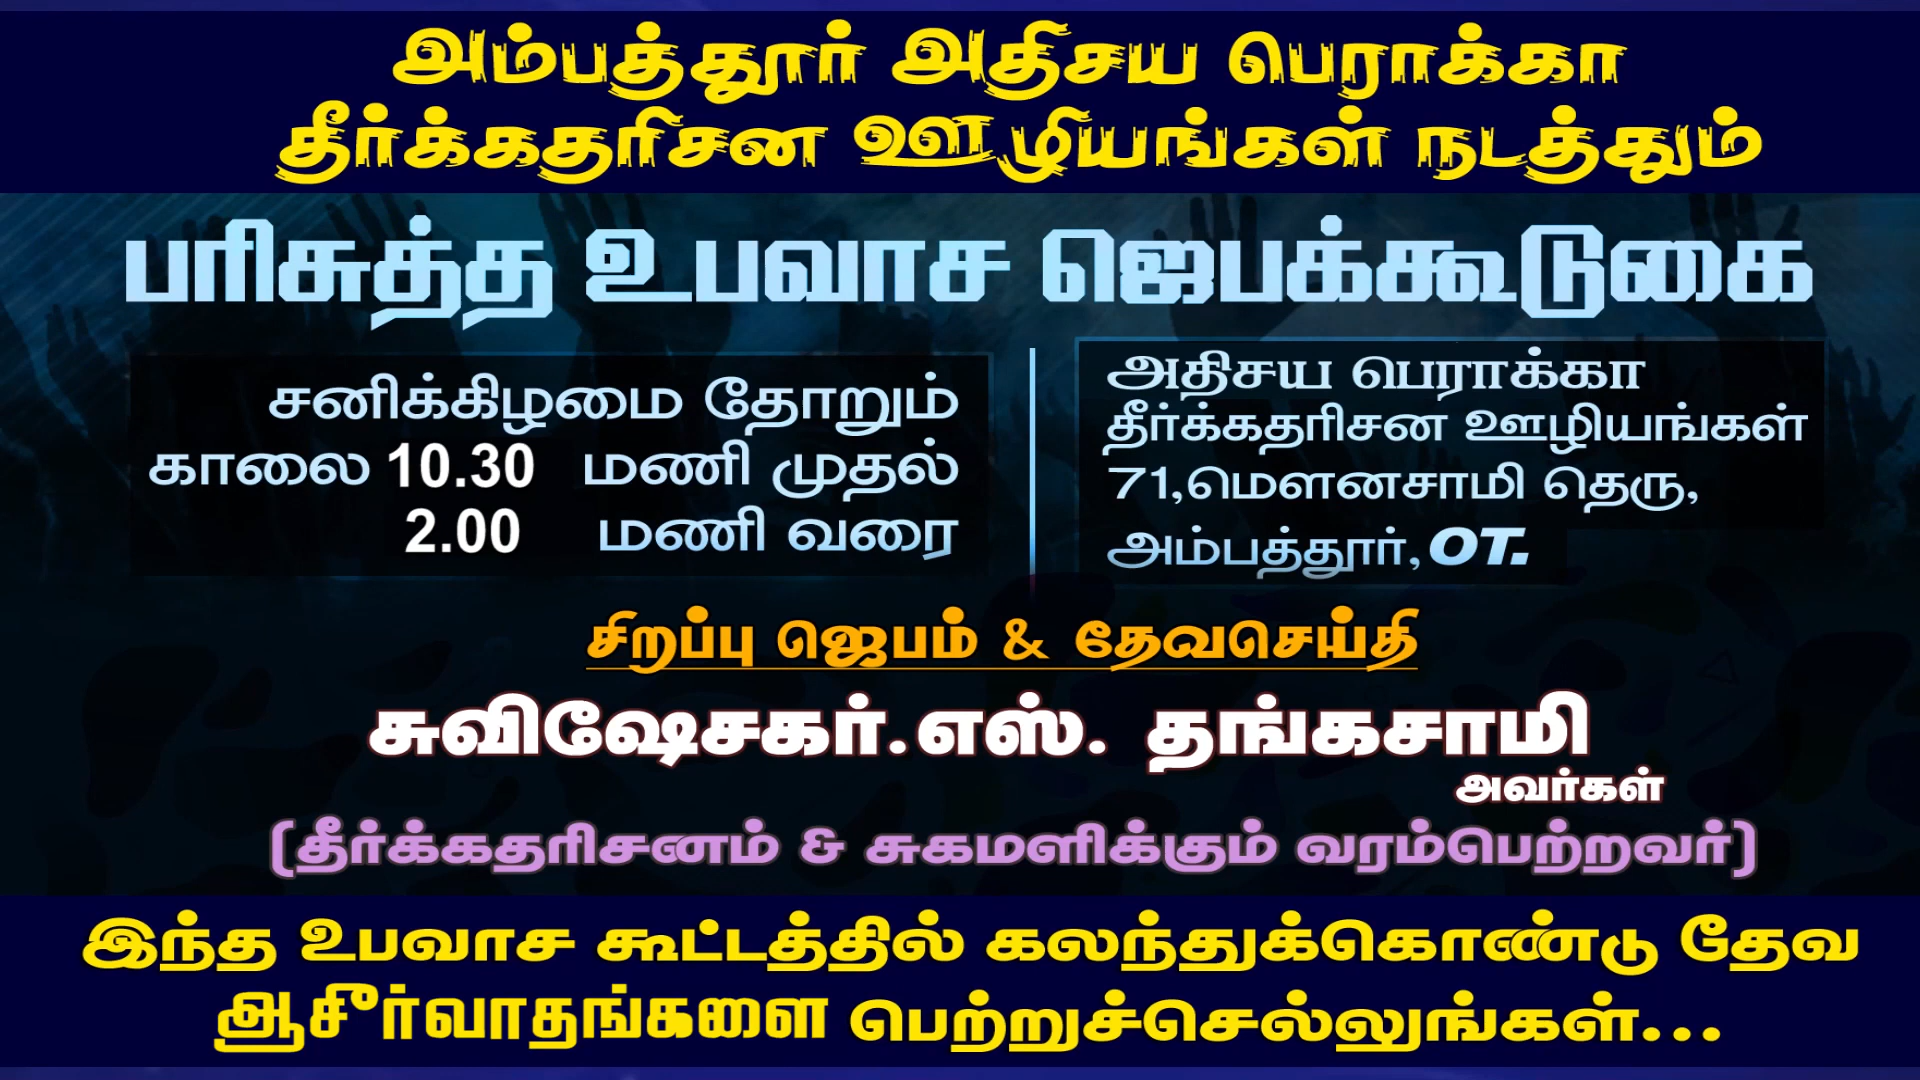 அம்பத்தூர் அதிசய பெராக்கா
தீர்க்கதரிசன ஊழியங்கள் நடத்தும்
பரிசுத்த உபவாச ஜெபக்கூடுகை
சனிக்கிழமை தோறும்
காலை 10.30 மணி முதல்
2.00 மணி வரை
அதிசய பெராக்கா
தீர்க்கதரிசன ஊழியங்கள்
71,மௌனசாமி தெரு,
அம்பத்தூர், OT.
சிறப்பு ஜெபம் & தேவசெய்தி
சுவிஷேசகர்.எஸ். தங்கசாமி
அவர்கள்
(தீர்க்கதரிசனம் & சுகமளிக்கும் வரம்பெற்றவர்)
இந்த உபவாச கூட்டத்தில் கலந்துக்கொண்டு தேவ
ஆசீர்வாதங்களை பெற்றுச்செல்லுங்கள்...